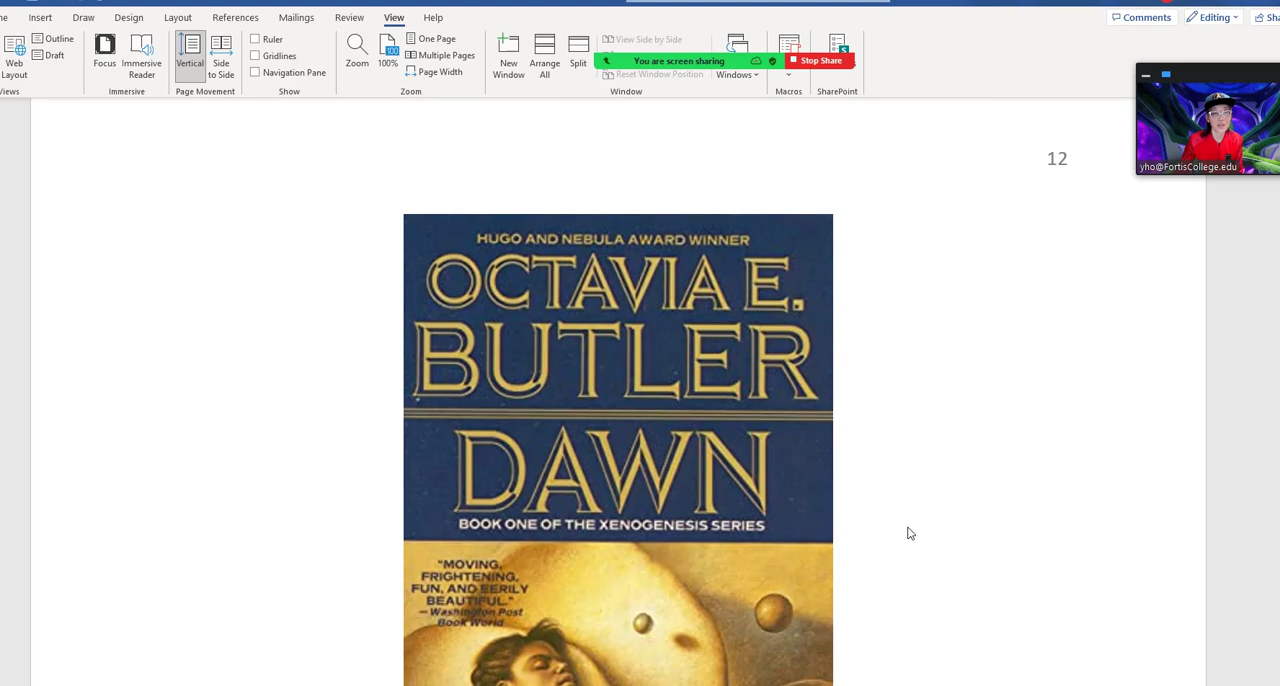 Insert Draw Design Layout References Mailings Review View Help
Comments Editing
Outline
Draft
Web Layout
Focus
Immersive Reader
Vertical
Side to Side
Ruler
Gridlines
Navigation Pane
Zoom
100
100%
One Page
Multiple Pages
Page Width
New Window
Arrange All
Split
View Side by Side
You are screen sharing
Stop Share
Reset Window Position
Windows
Macros
SharePoint
Immersive
Page Movement
Show
Zoom
Window
Macros
SharePoint
yho@FortisCollege.edu
12
HUGO AND NEBULA AWARD WINNER
OCTAVIA E.
BUTLER
DAWN
BOOK ONE OF THE XENOGENESIS SERIES
"MOVING,
FRIGHTENING,
FUN, AND EERILY
BEAUTIFUL."
— Washington Post
Book World